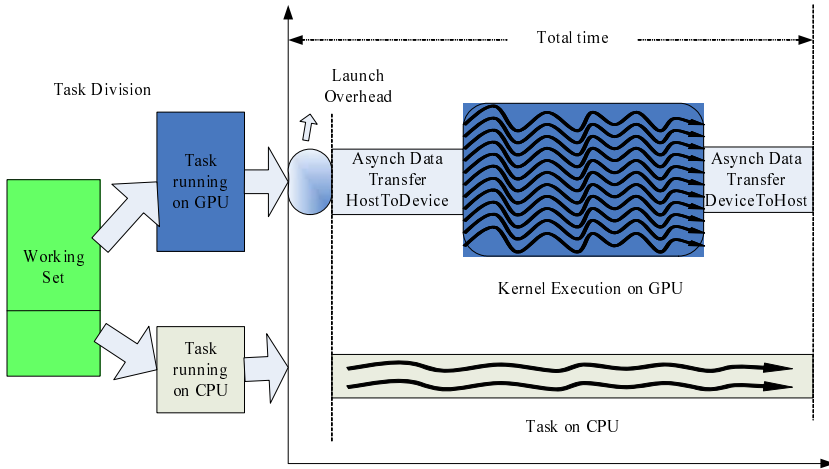 Total time
Launch
Overhead
Task Division
Task
running
on GPU
Asynch Data
Transfer
HostToDevice
Asynch Data
Transfer
DeviceToHost
Working
Set
Kernel Execution on GPU
Task
running
on CPU
Task on CPU